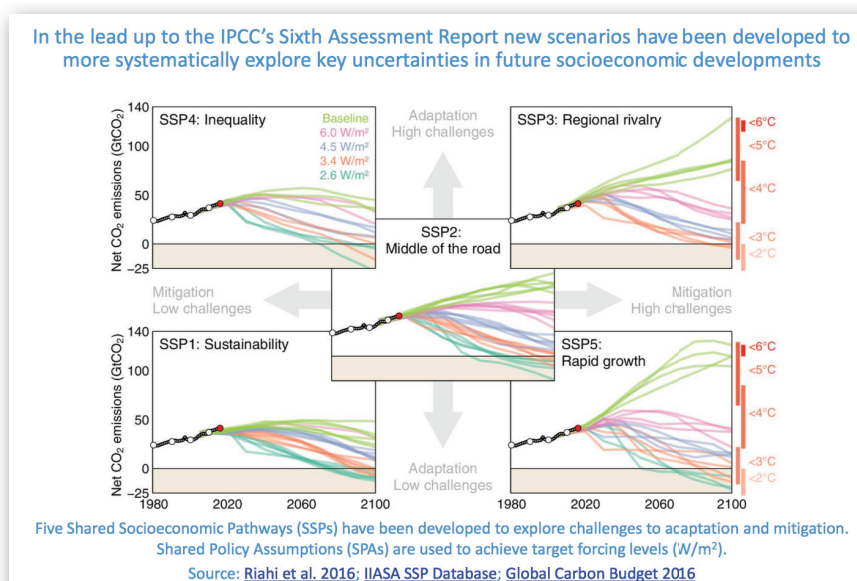 In the lead up to the IPCC's Sixth Assessment Report new scenarios have been developed to
more systematically explore key uncertainties in future socioeconomic developments
140
100
50
0
−25
Net CO₂ emissions (GtCO₂)
SSP4: Inequality
Baseline
6.0 W/m²
4.5 W/m²
3.4 W/m²
2.6 W/m²
Adaptation
High challenges
SSP3: Regional rivalry
<6°C
<5°C
<4°C
<3°C
<2°C
SSP2:
Middle of the road
Mitigation
Low challenges
Mitigation
High challenges
140
100
50
0
−25
Net CO₂ emissions (GtCO₂)
SSP1: Sustainability
SSP5:
Rapid growth
<6°C
<5°C
<4°C
<3°C
<2°C
Adaptation
Low challenges
1980 2020 2060 2100
1980 2020 2060 2100
Five Shared Socioeconomic Pathways (SSPs) have been developed to explore challenges to acaptation and mitigation.
Shared Policy Assumptions (SPAs) are used to achieve target forcing levels (W/m²).
Source: Riahi et al. 2016; IIASA SSP Database; Global Carbon Budget 2016